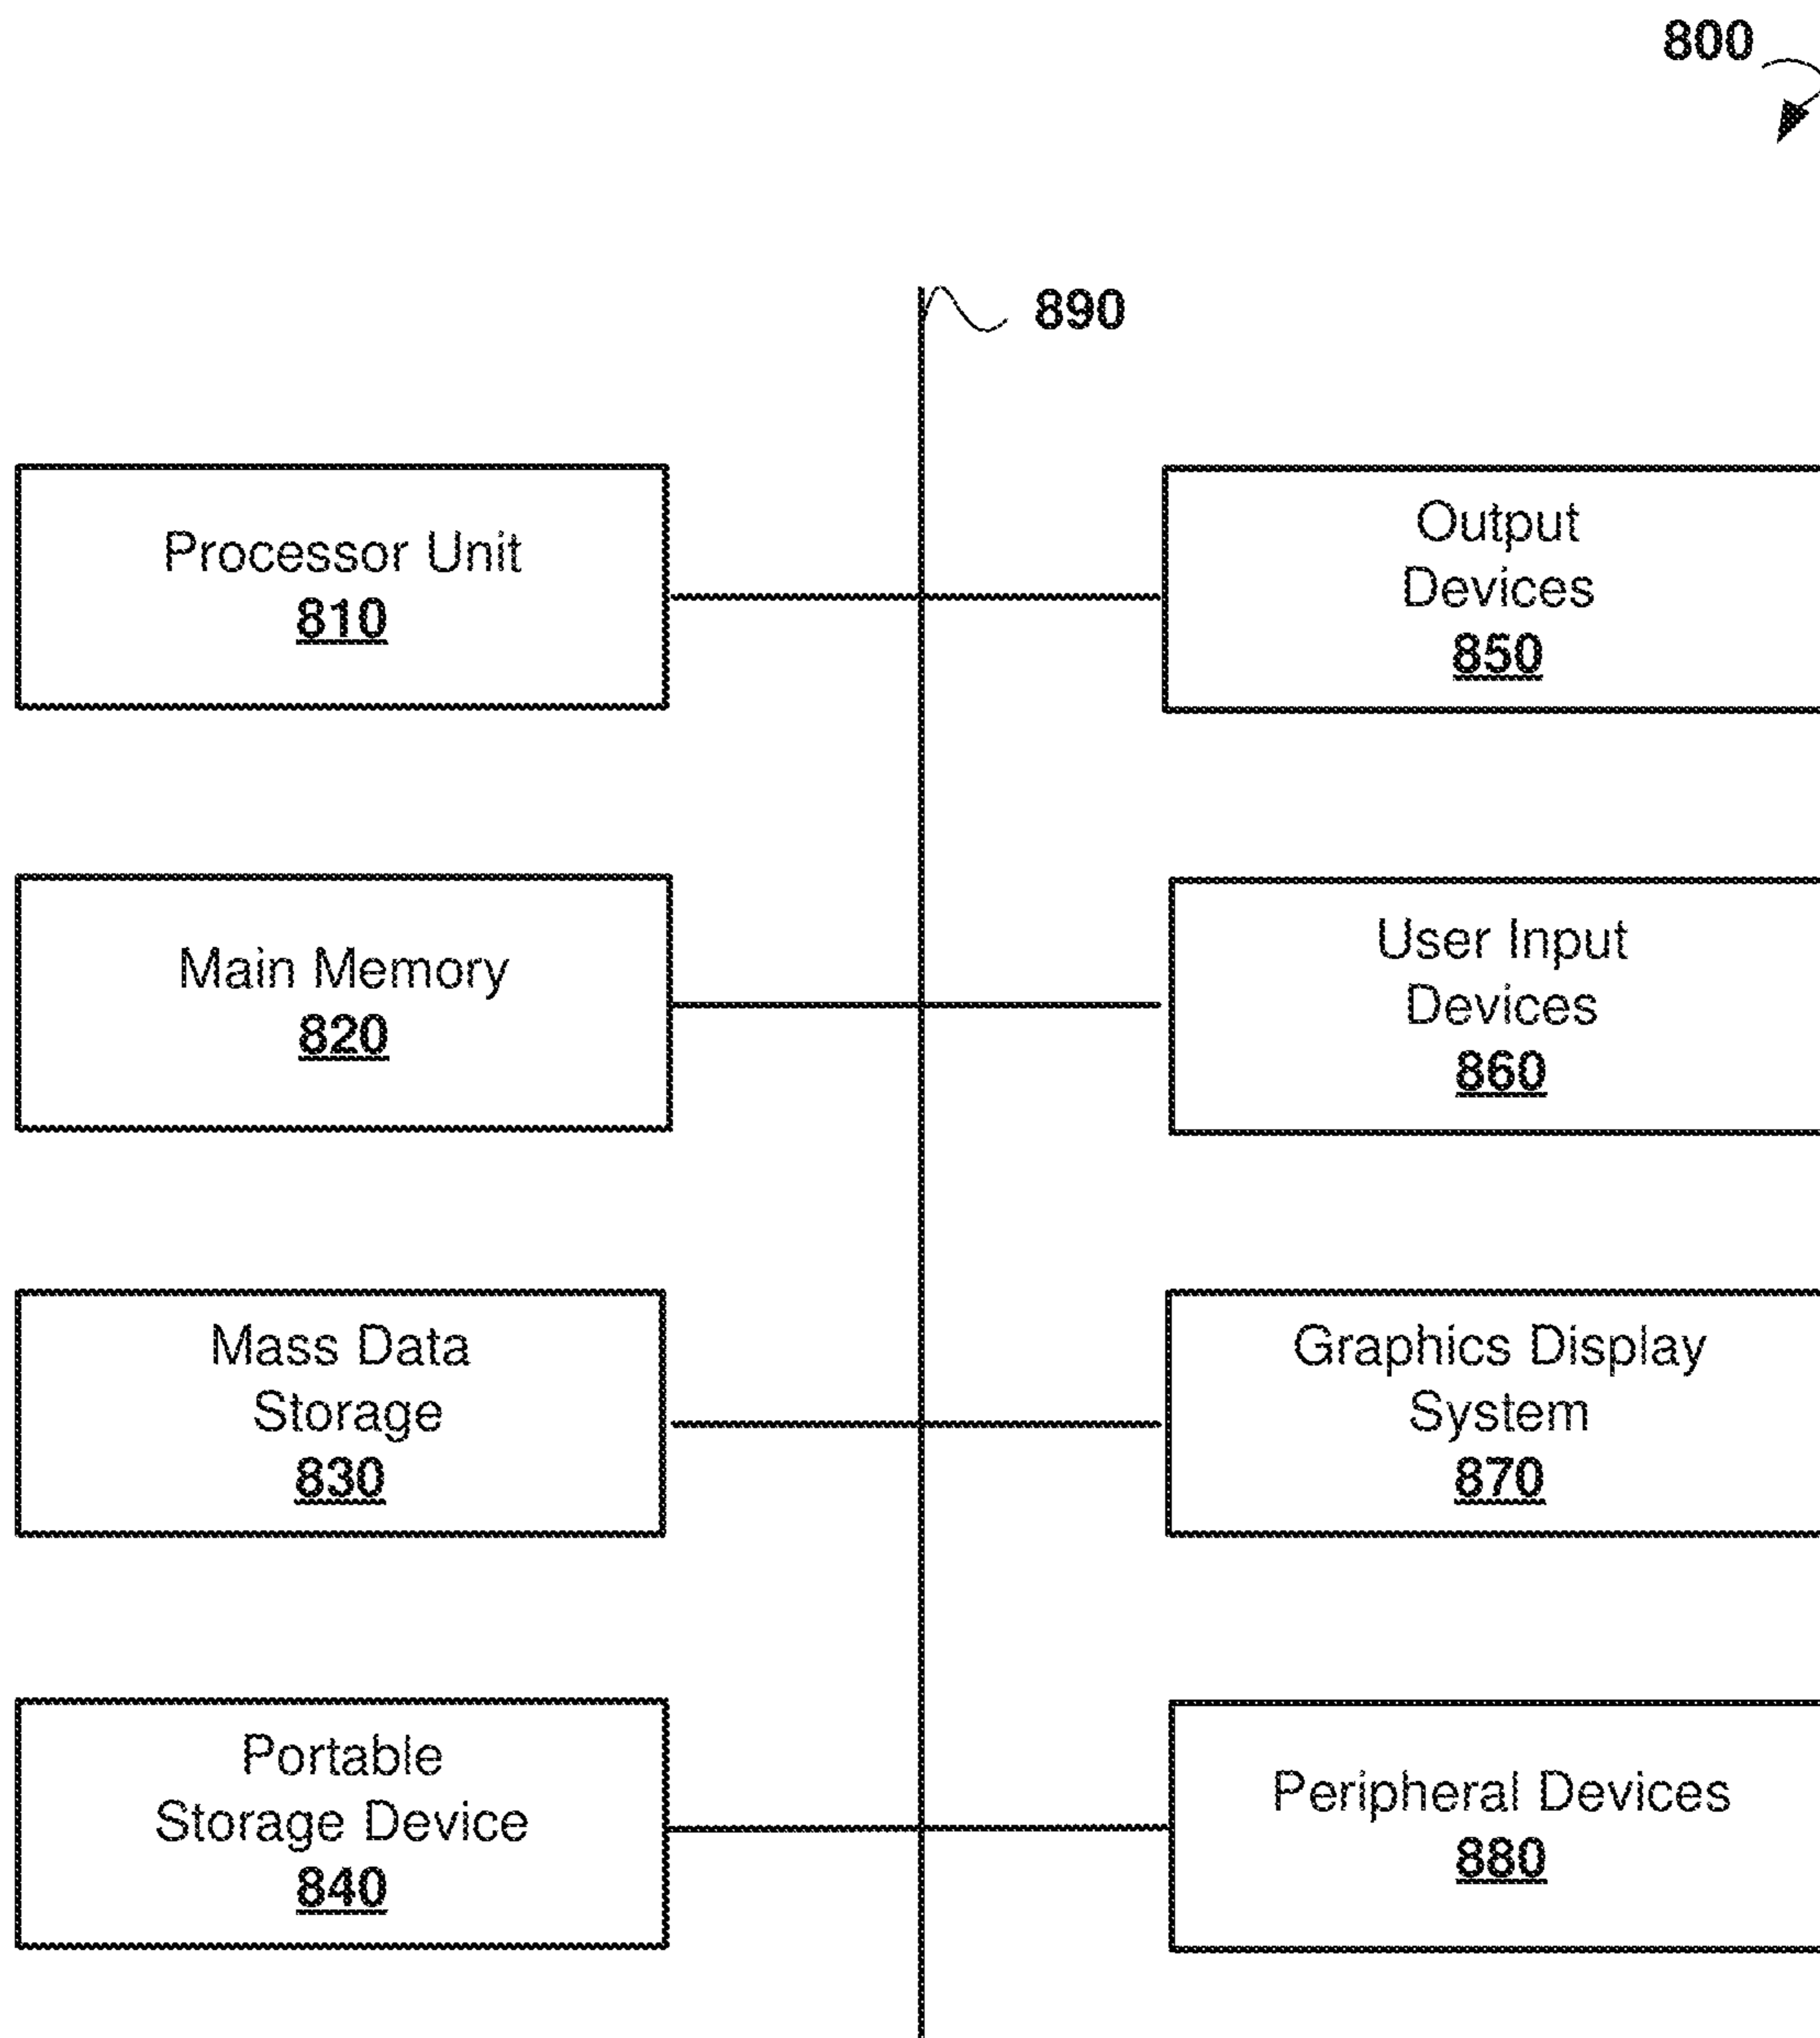 800
890
Processor Unit
810
Output
Devices
850
Main Memory
820
User Input
Devices
860
Mass Data
Storage
830
Graphics Display
System
870
Portable
Storage Device
840
Peripheral Devices
880